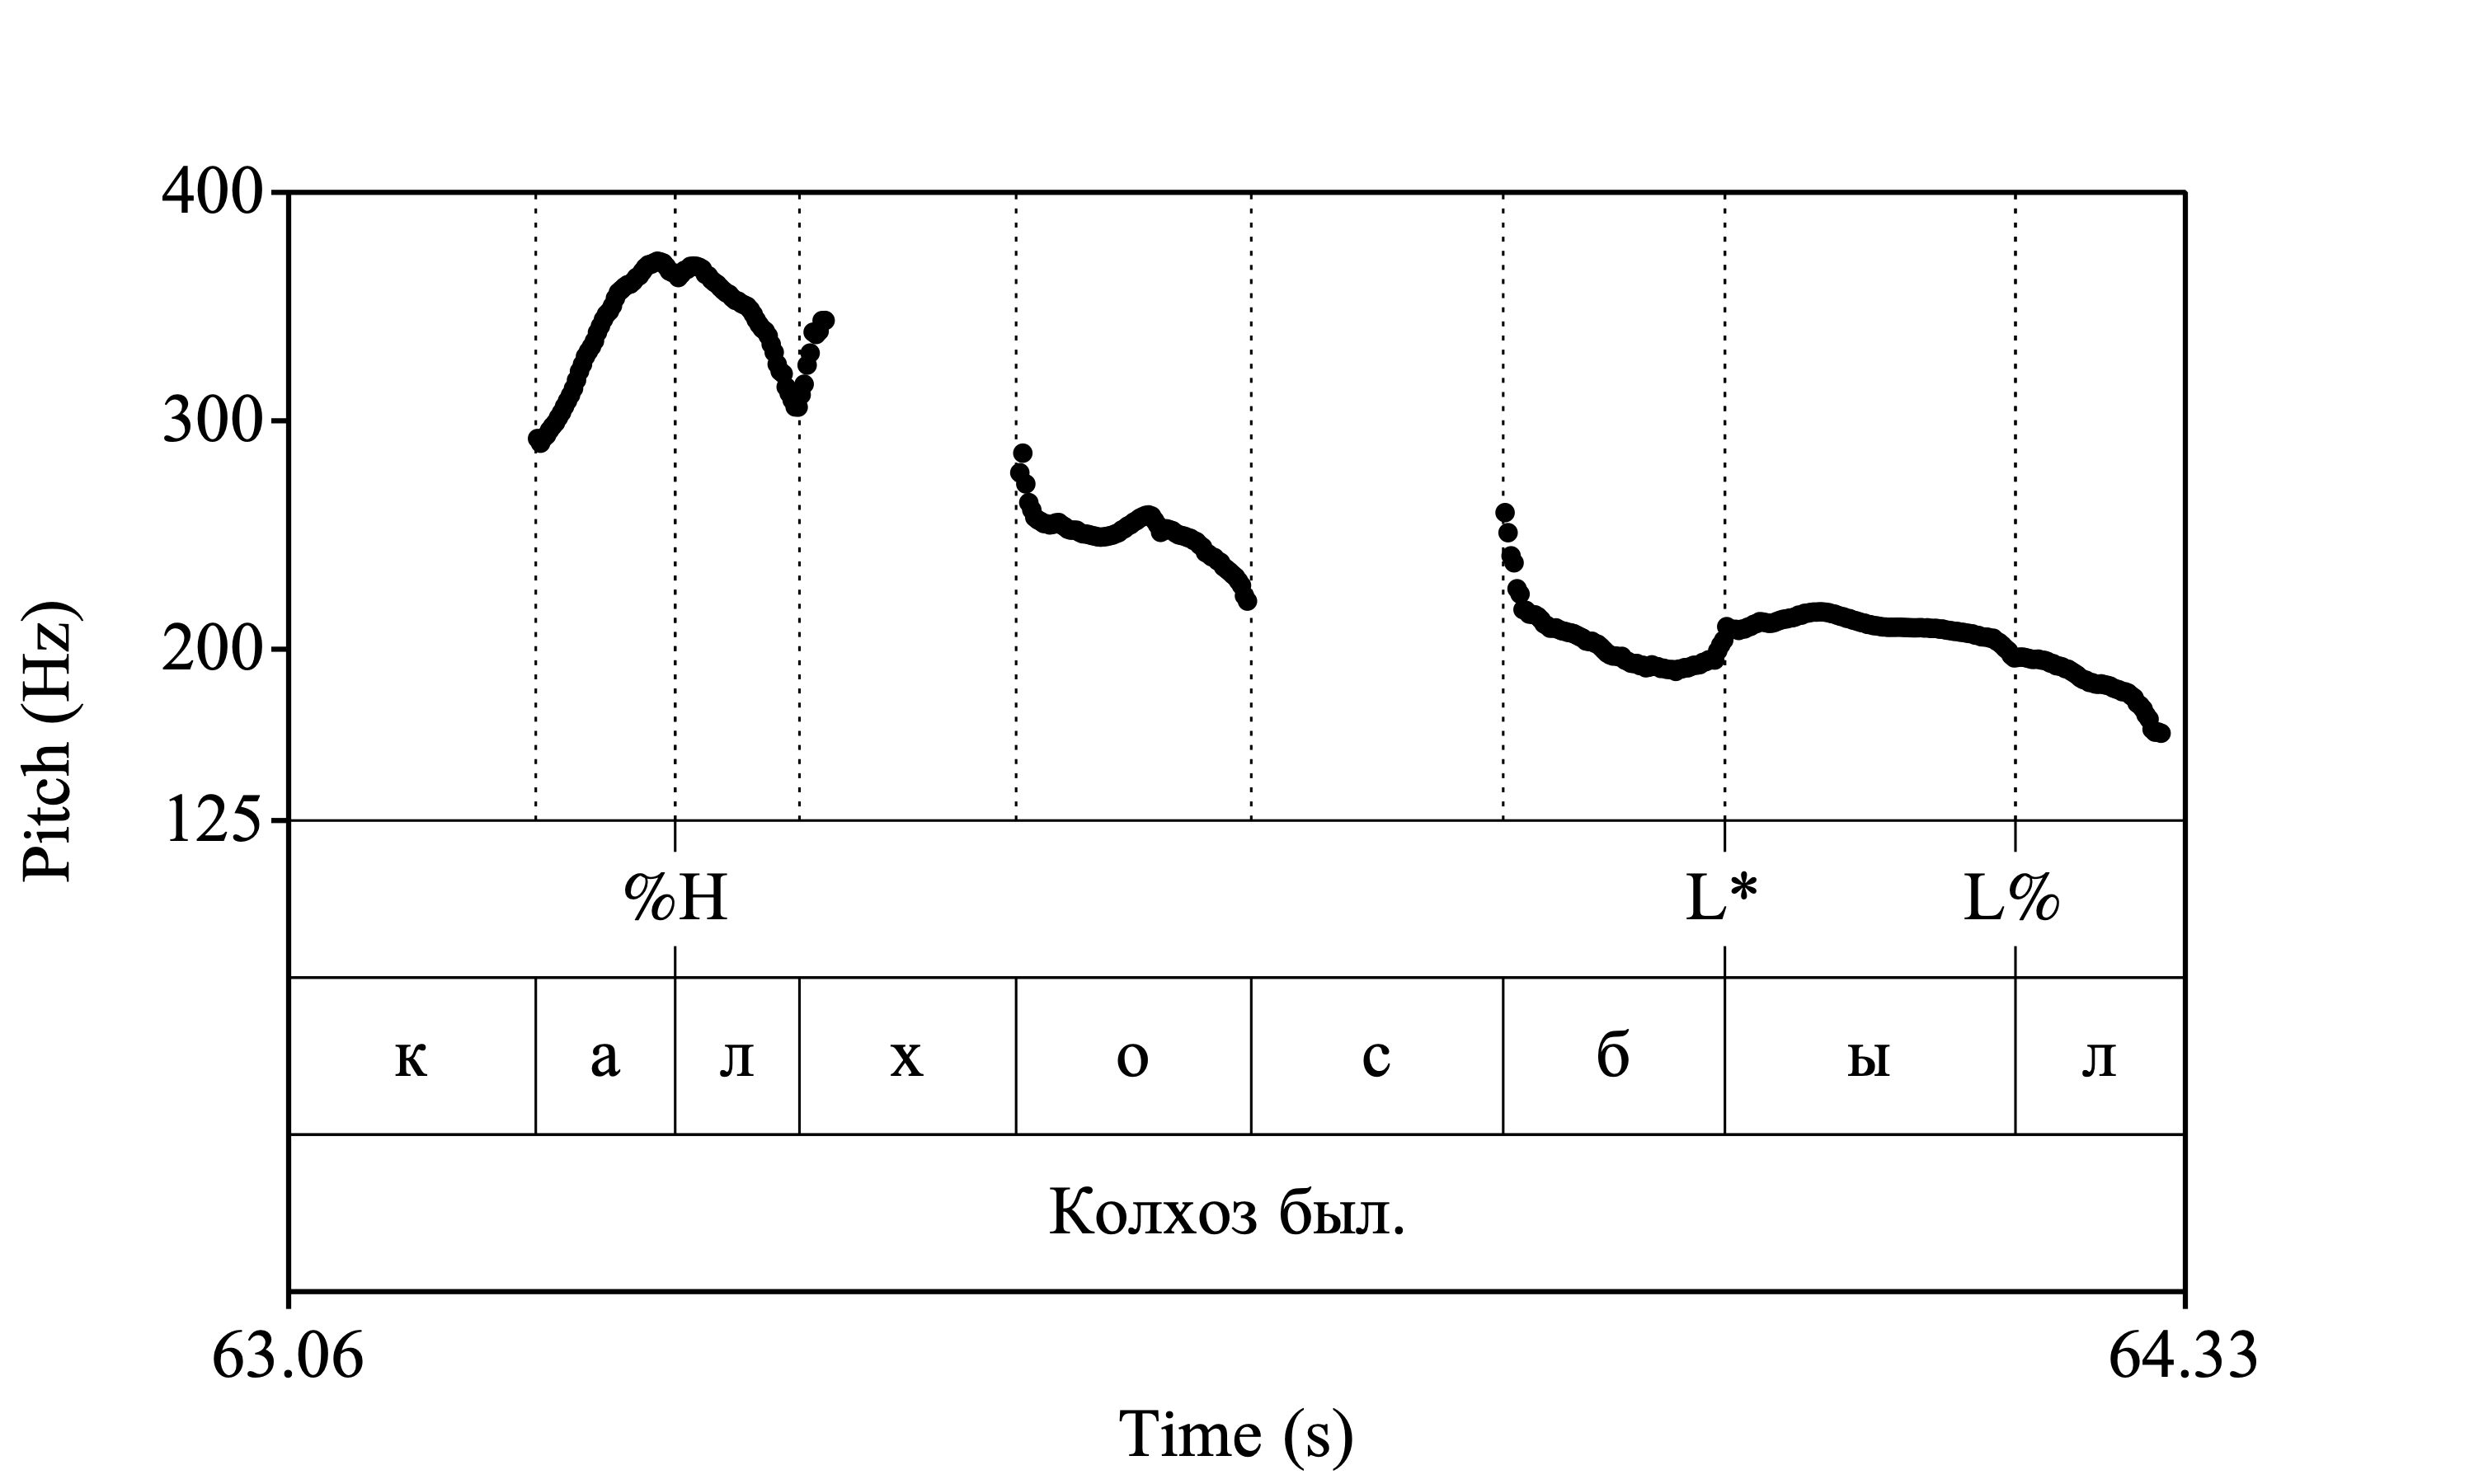 400
300
200
125
Pitch (Hz)
%H L* L%
к а л х о с б ы л
Колхоз был.
63.06 64.33
Time (s)